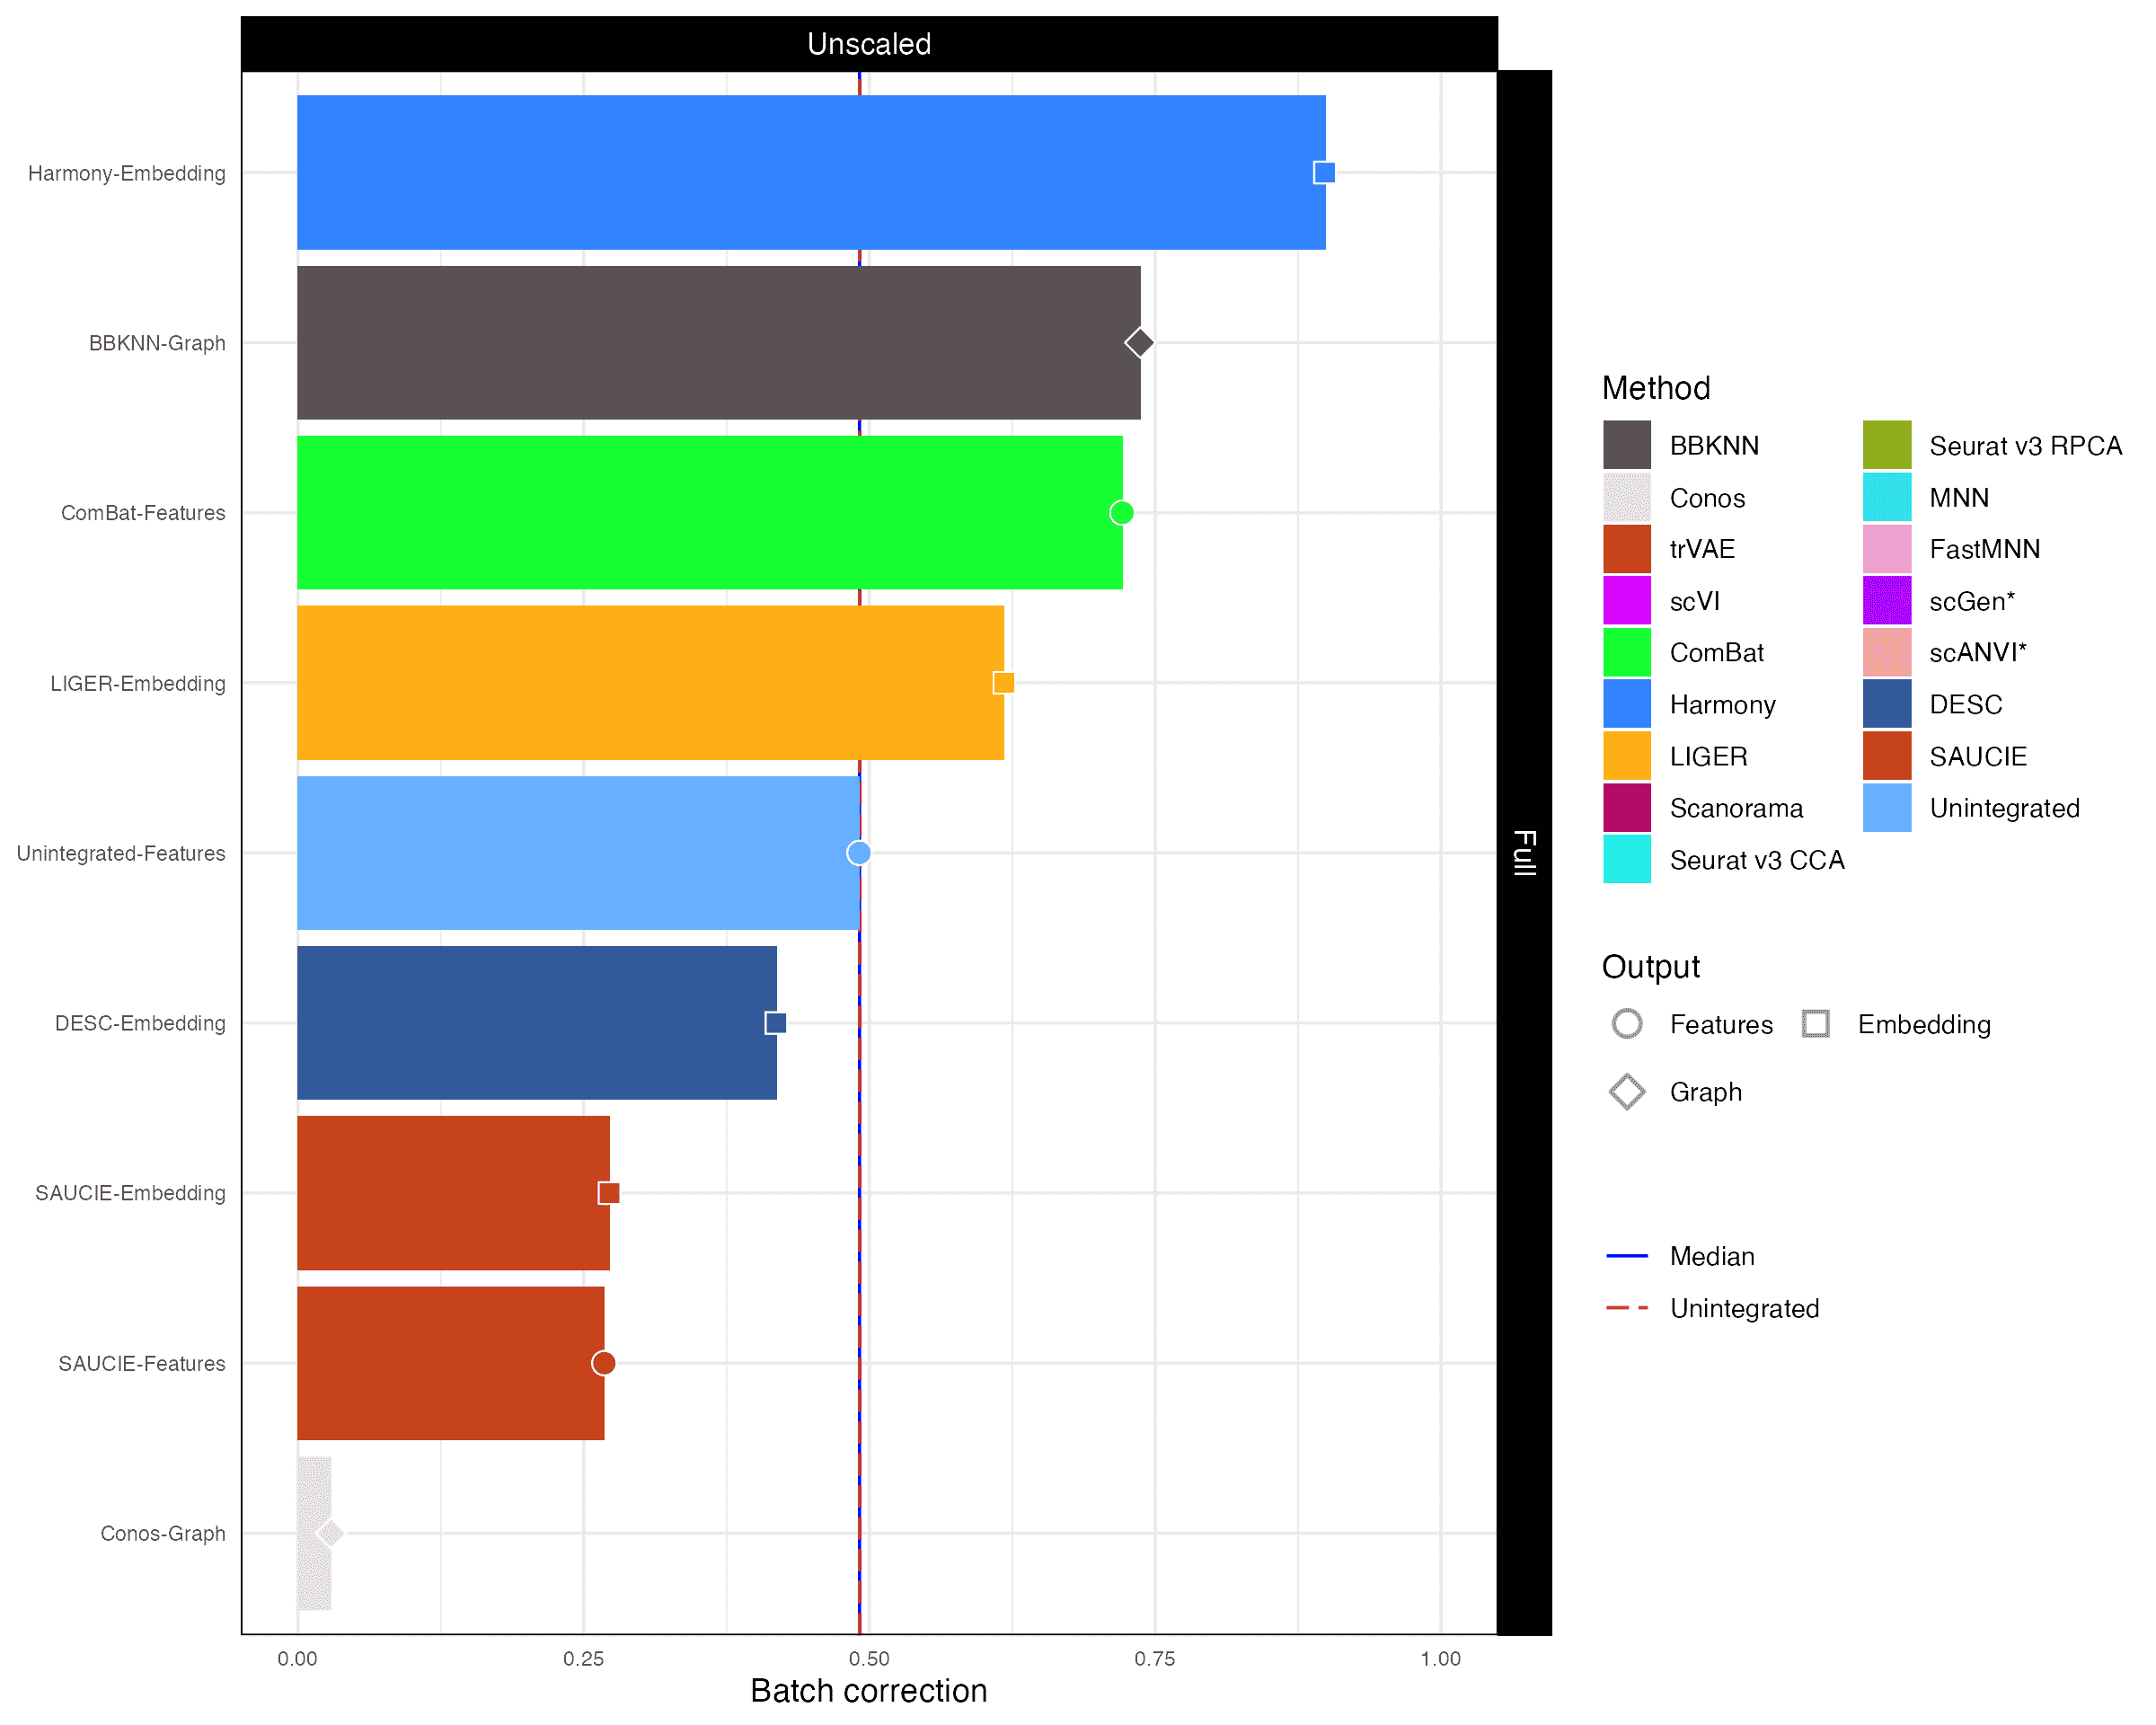 Unscaled
Full
Harmony-Embedding
BBKNN-Graph
ComBat-Features
LIGER-Embedding
Unintegrated-Features
DESC-Embedding
SAUCIE-Embedding
SAUCIE-Features
Conos-Graph
0.00 0.25 0.50 0.75 1.00
Batch correction
Method
BBKNN Seurat v3 RPCA
Conos MNN
trVAE FastMNN
scVI scGen*
ComBat scANVI*
Harmony DESC
LIGER SAUCIE
Scanorama Unintegrated
Seurat v3 CCA
Output
Features Embedding
Graph
Median
Unintegrated